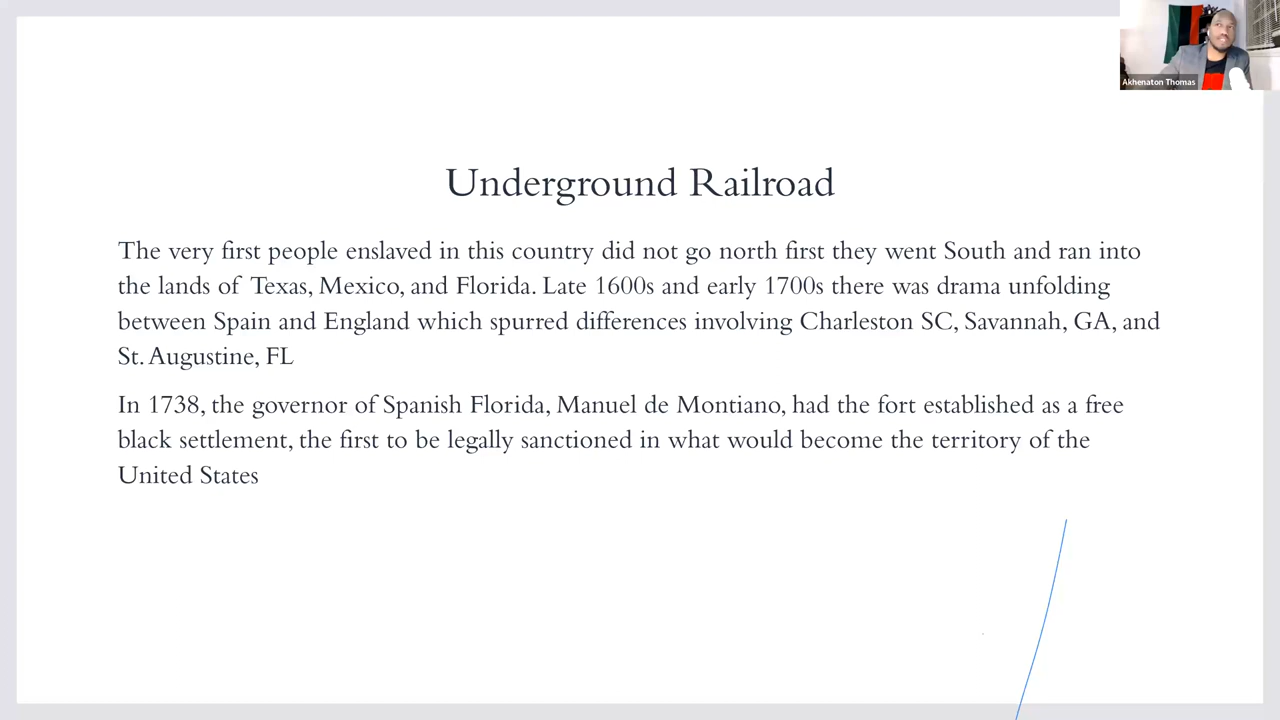 Akhenaton Thomas
Underground Railroad
The very first people enslaved in this country did not go north first they went South and ran into
the lands of Texas, Mexico, and Florida. Late 1600s and early 1700s there was drama unfolding
between Spain and England which spurred differences involving Charleston SC, Savannah, GA, and
St. Augustine, FL
In 1738, the governor of Spanish Florida, Manuel de Montiano, had the fort established as a free
black settlement, the first to be legally sanctioned in what would become the territory of the
United States